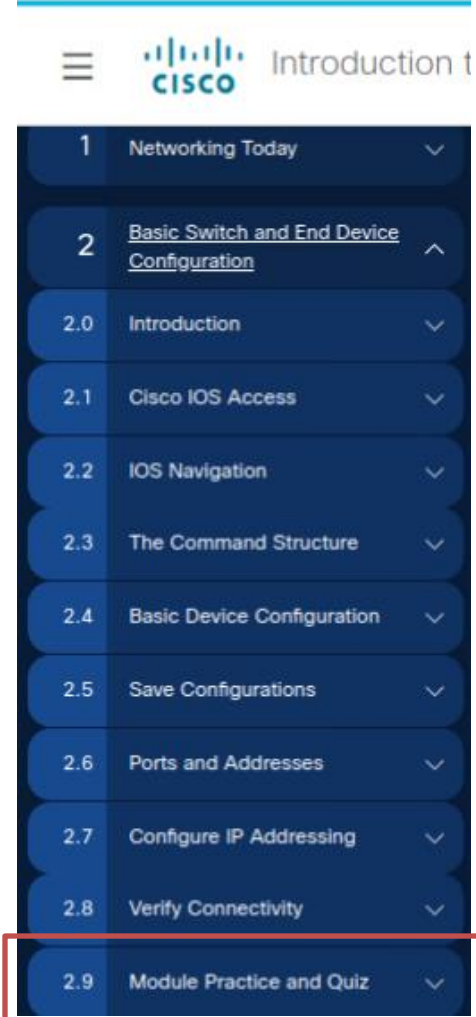 CISCO
Introduction t
1 Networking Today
2 Basic Switch and End Device
Configuration
2.0 Introduction
2.1 Cisco IOS Access
2.2 IOS Navigation
2.3 The Command Structure
2.4 Basic Device Configuration
2.5 Save Configurations
2.6 Ports and Addresses
2.7 Configure IP Addressing
2.8 Verify Connectivity
2.9 Module Practice and Quiz